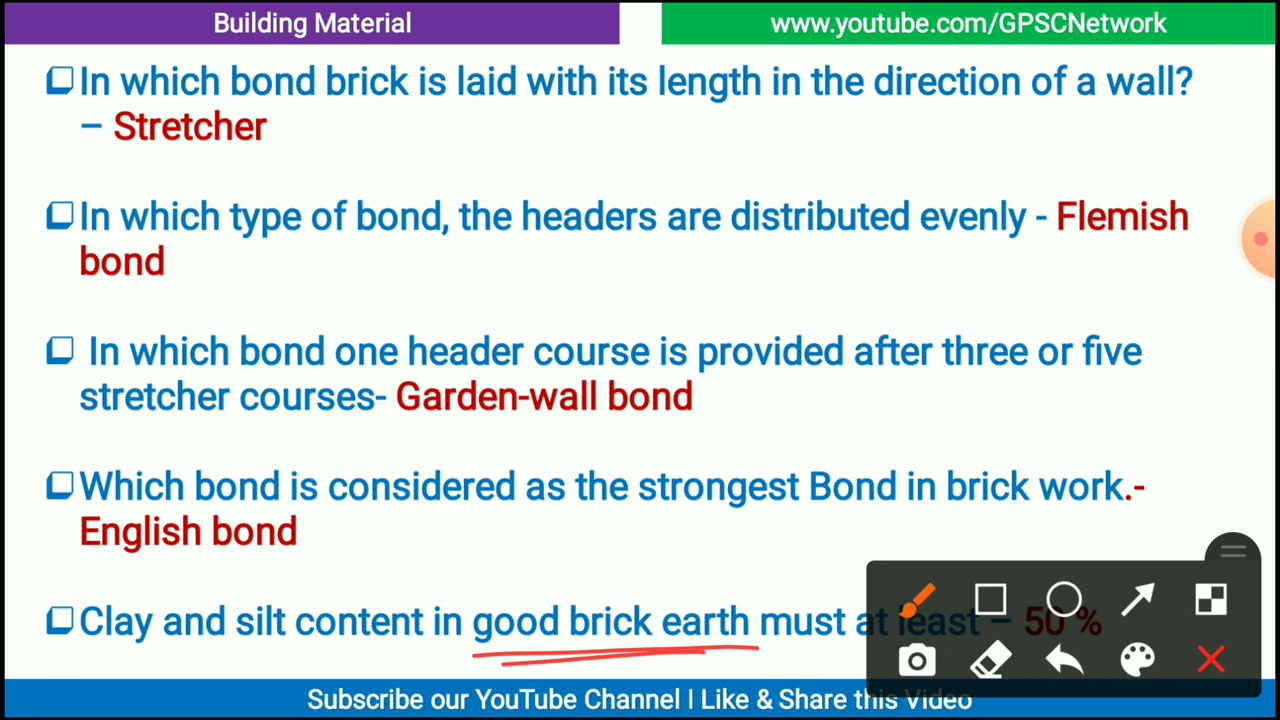 Building Material
www.youtube.com/GPSCNetwork
In which bond brick is laid with its length in the direction of a wall?
– Stretcher
In which type of bond, the headers are distributed evenly - Flemish
bond
In which bond one header course is provided after three or five
stretcher courses- Garden-wall bond
Which bond is considered as the strongest Bond in brick work.-
English bond
Clay and silt content in good brick earth must at least – 50 %
Subscribe our YouTube Channel I Like & Share this Video